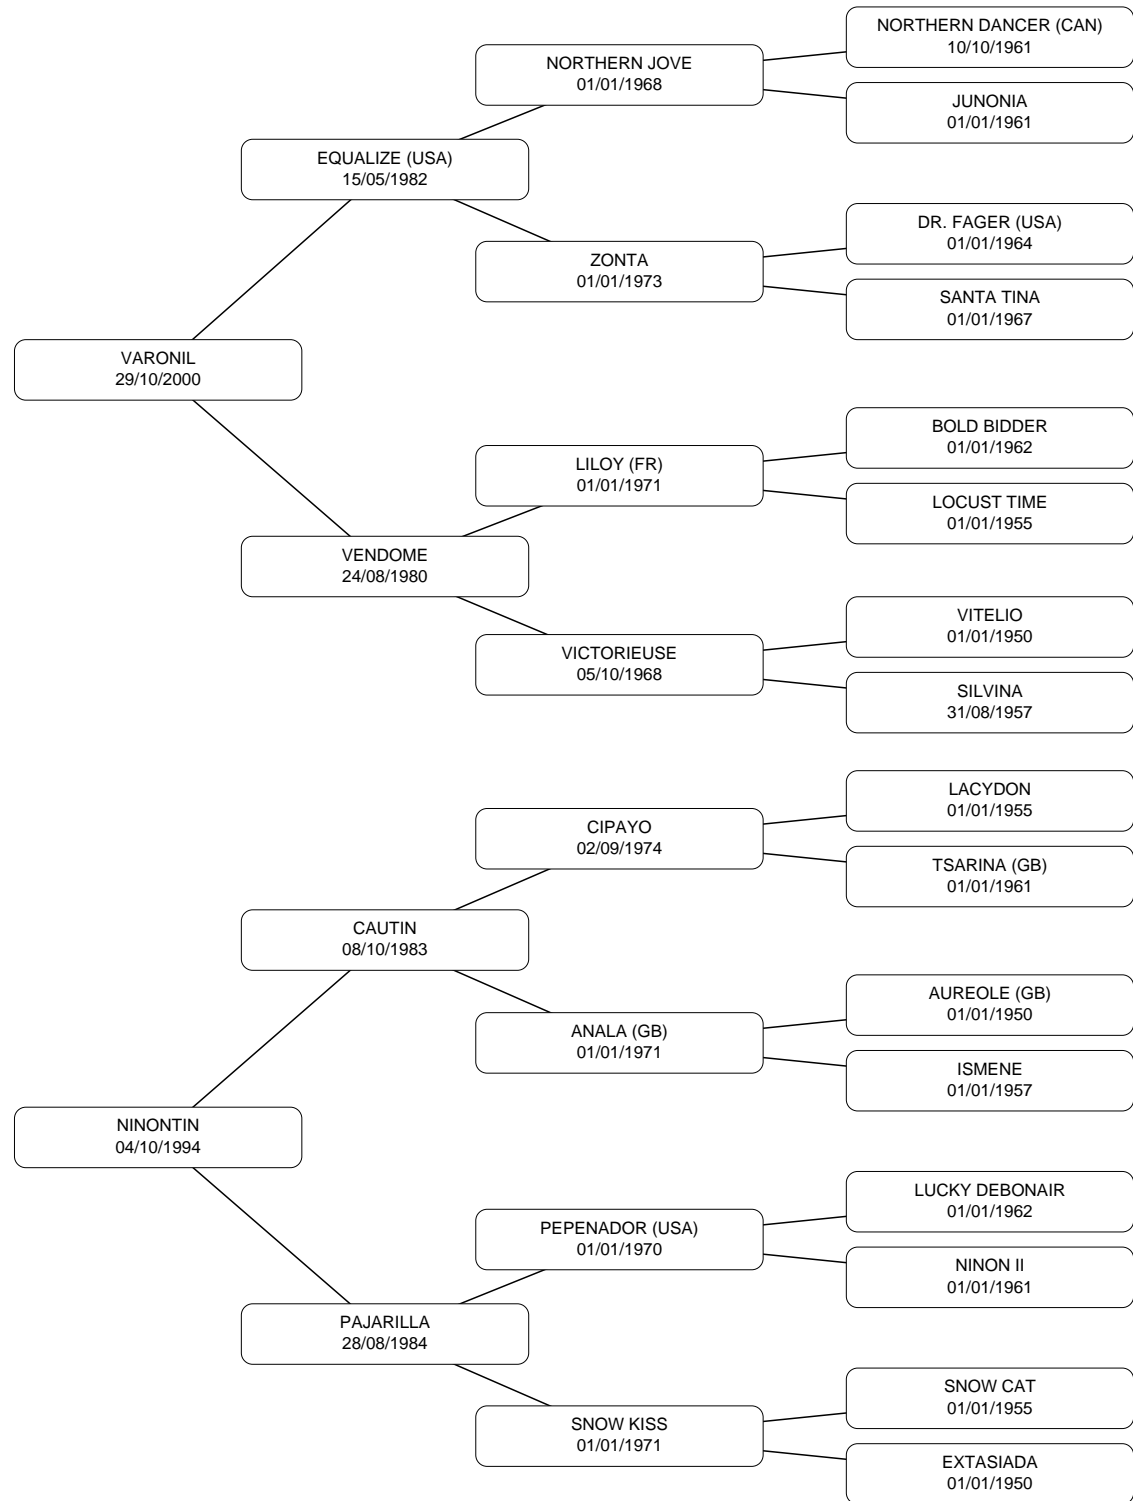 NORTHERN DANCER (CAN)
10/10/1961
NORTHERN JOVE
01/01/1968
JUNONIA
01/01/1961
EQUALIZE (USA)
15/05/1982
DR. FAGER (USA)
01/01/1964
ZONTA
01/01/1973
SANTA TINA
01/01/1967
VARONIL
29/10/2000
BOLD BIDDER
01/01/1962
LILOY (FR)
01/01/1971
LOCUST TIME
01/01/1955
VENDOME
24/08/1980
VITELIO
01/01/1950
VICTORIEUSE
05/10/1968
SILVINA
31/08/1957
LACYDON
01/01/1955
CIPAYO
02/09/1974
TSARINA (GB)
01/01/1961
CAUTIN
08/10/1983
AUREOLE (GB)
01/01/1950
ANALA (GB)
01/01/1971
ISMENE
01/01/1957
NINONTIN
04/10/1994
LUCKY DEBONAIR
01/01/1962
PEPENADOR (USA)
01/01/1970
NINON II
01/01/1961
PAJARILLA
28/08/1984
SNOW CAT
01/01/1955
SNOW KISS
01/01/1971
EXTASIADA
01/01/1950